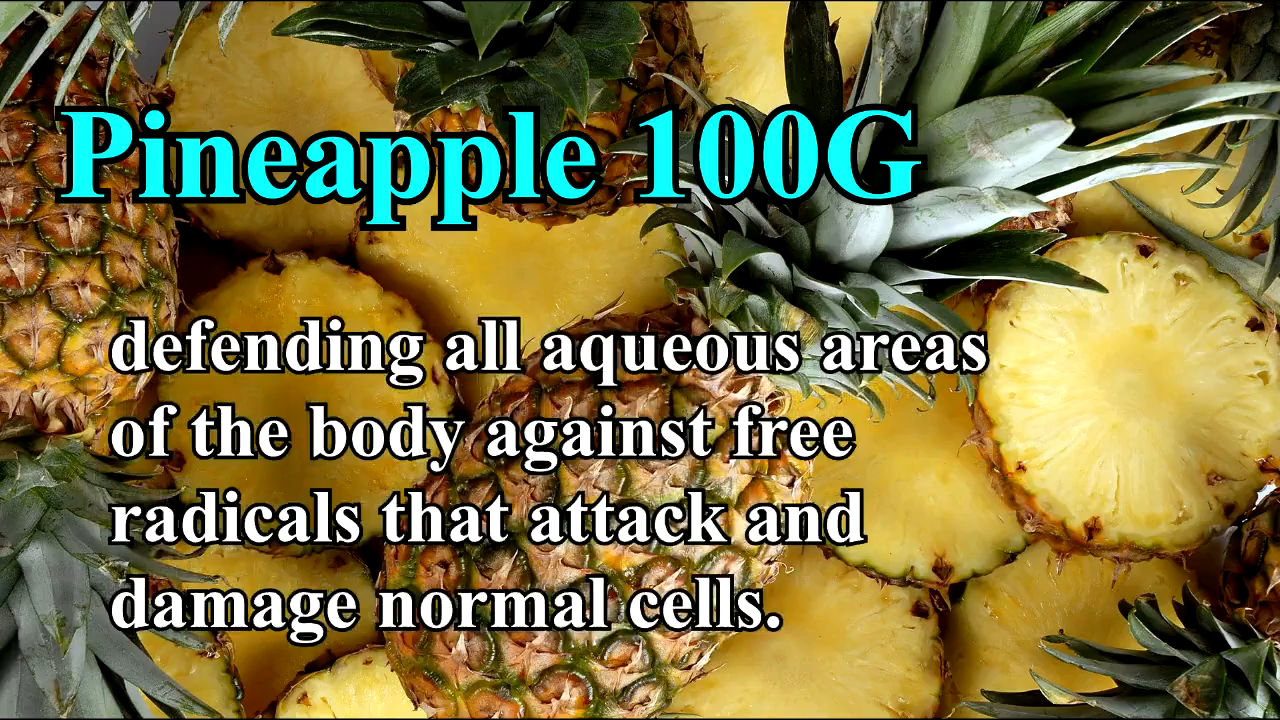 Pineapple 100G
defending all aqueous areas
of the body against free
radicals that attack and
damage normal cells.